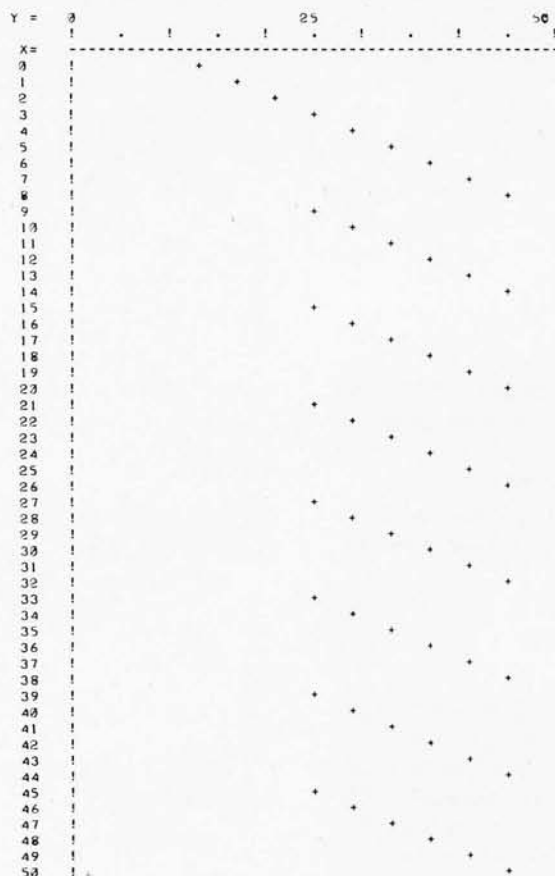 Y = 0 25 50
! . ! . ! . ! . ! . !
X= --------------------------------------------------
0 ! +
1 ! +
2 ! +
3 ! +
4 ! +
5 ! +
6 ! +
7 ! +
8 ! +
9 ! +
10 ! +
11 ! +
12 ! +
13 ! +
14 ! +
15 ! +
16 ! +
17 ! +
18 ! +
19 ! +
20 ! +
21 ! +
22 ! +
23 ! +
24 ! +
25 ! +
26 ! +
27 ! +
28 ! +
29 ! +
30 ! +
31 ! +
32 ! +
33 ! +
34 ! +
35 ! +
36 ! +
37 ! +
38 ! +
39 ! +
40 ! +
41 ! +
42 ! +
43 ! +
44 ! +
45 ! +
46 ! +
47 ! +
48 ! +
49 ! +
50 ! +